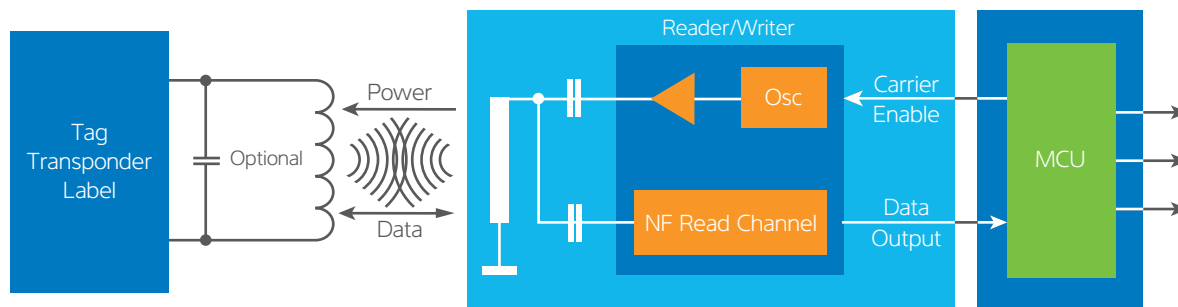 Tag
Transponder
Label
Optional
Power
Data
Reader/Writer
Osc
NF Read Channel
Carrier
Enable
Data
Output
MCU